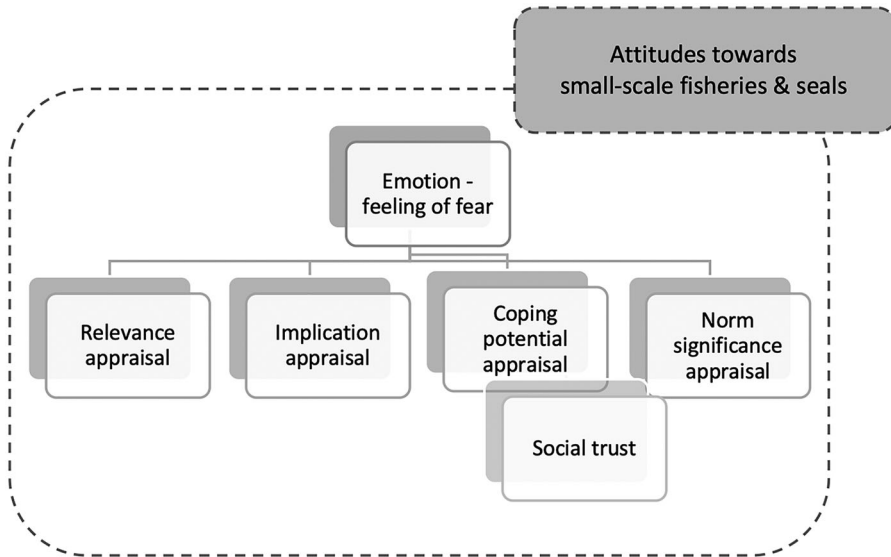 Attitudes towards
small-scale fisheries & seals
Emotion -
feeling of fear
Relevance
appraisal
Implication
appraisal
Coping
potential
appraisal
Norm
significance
appraisal
Social trust